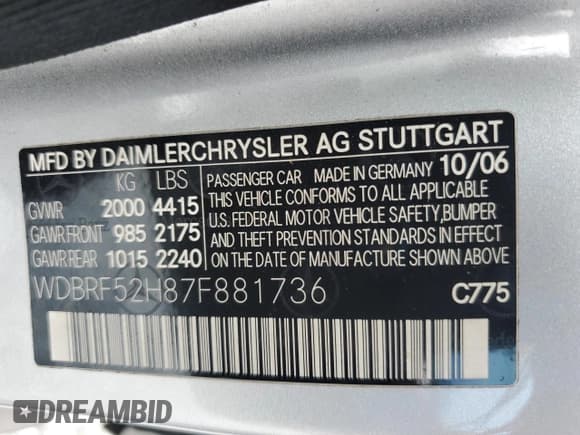 MFD BY DAIMLERCHRYSLER AG STUTTGART
KG LBS PASSENGER CAR MADE IN GERMANY 10/06
GVWR 2000 4415 THIS VEHICLE CONFORMS TO ALL APPLICABLE
GAWR.FRONT 985 2175 U.S. FEDERAL MOTOR VEHICLE SAFETY,BUMPER
GAWR.REAR 1015 2240 AND THEFT PREVENTION STANDARDS IN EFFECT
ON THE DATE OF MANUFACTURE SHOWN ABOVE
WDBRF52H87F881736 C775
DREAMBID